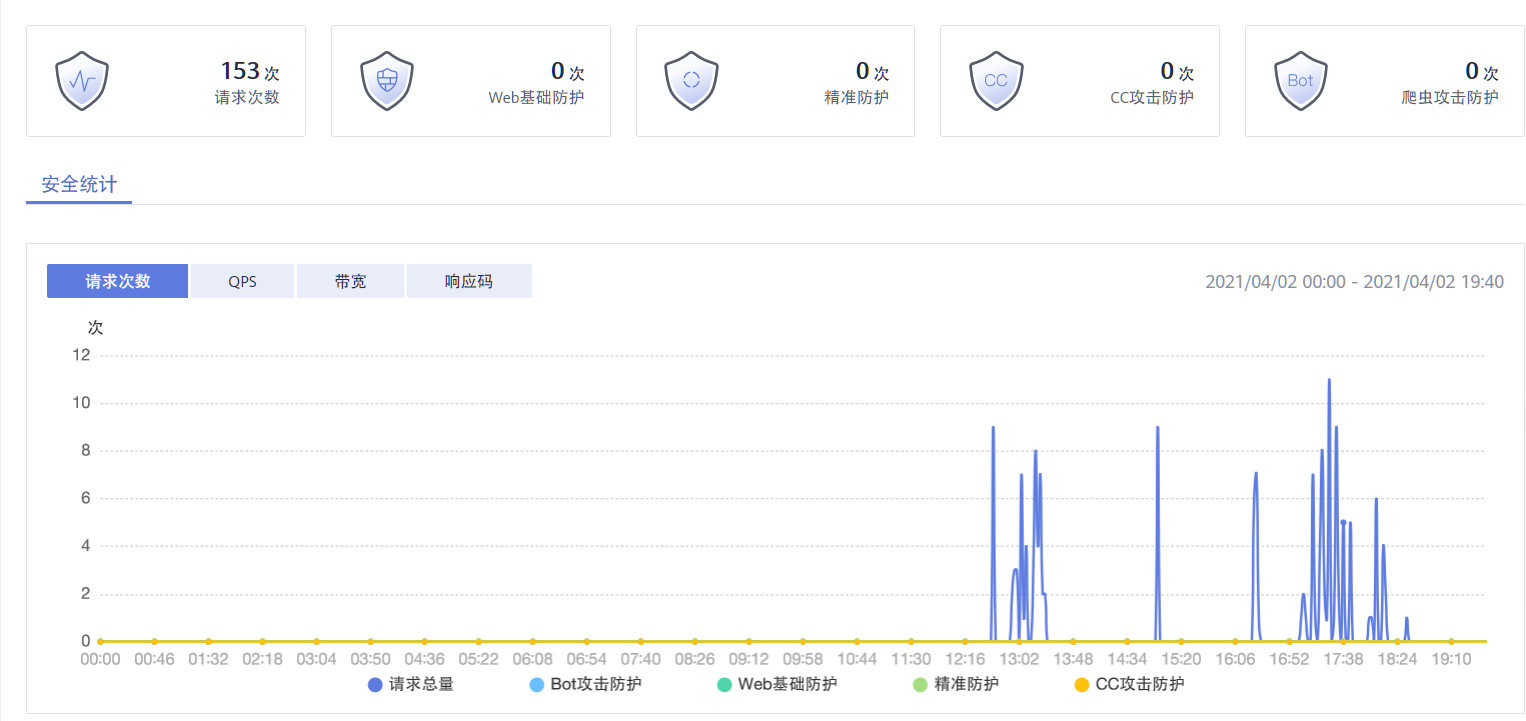 153 次
请求次数
0 次
Web基础防护
0 次
精准防护
CC
0 次
CC攻击防护
Bot
0 次
爬虫攻击防护
安全统计
请求次数 QPS 带宽 响应码 2021/04/02 00:00 - 2021/04/02 19:40
次
12
10
8
6
4
2
0
00:00 00:46 01:32 02:18 03:04 03:50 04:36 05:22 06:08 06:54 07:40 08:26 09:12 09:58 10:44 11:30 12:16 13:02 13:48 14:34 15:20 16:06 16:52 17:38 18:24 19:10
请求总量 Bot攻击防护 Web基础防护 精准防护 CC攻击防护